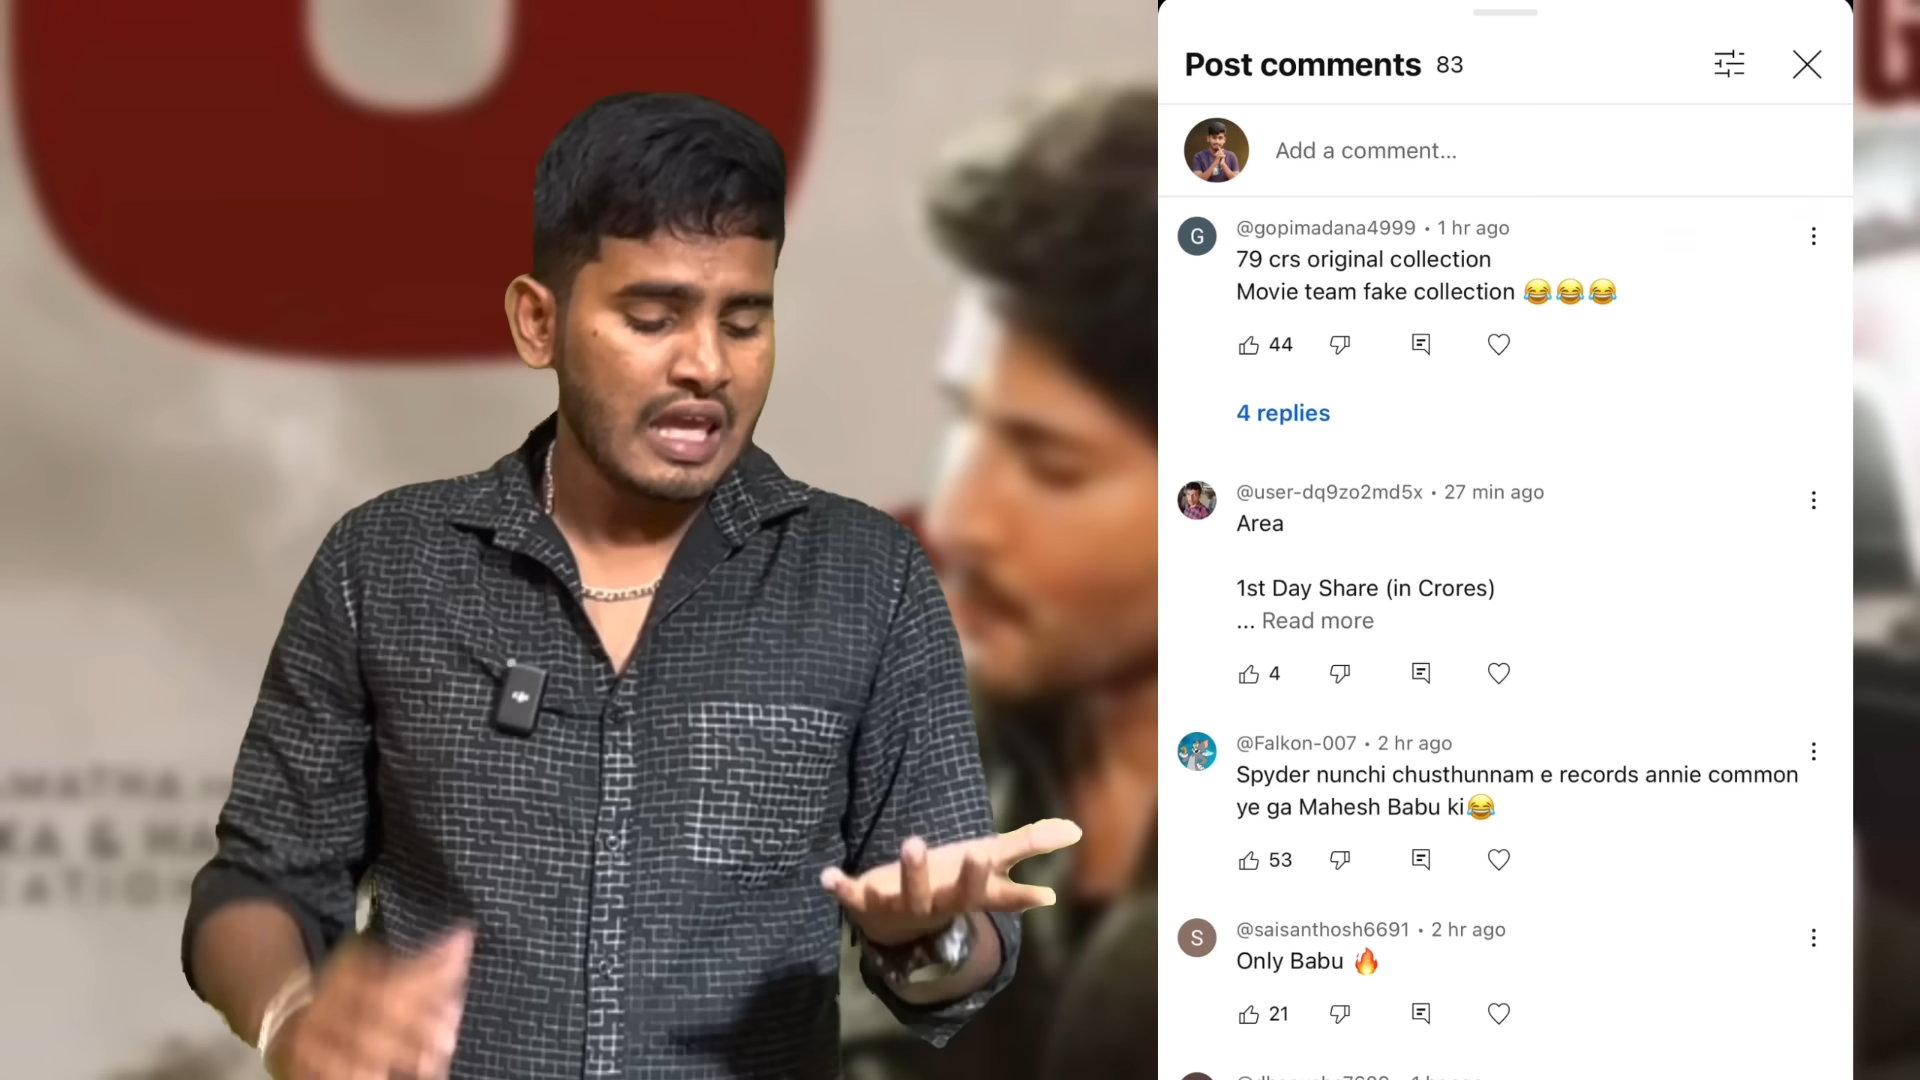 Post comments 83
Add a comment...
G
@gopimadana4999 • 1 hr ago
79 crs original collection
Movie team fake collection 😂😂😂
44
4 replies
@user-dq9zo2md5x • 27 min ago
Area
1st Day Share (in Crores)
... Read more
4
@Falkon-007 • 2 hr ago
Spyder nunchi chusthunnam e records annie common
ye ga Mahesh Babu ki😂
53
S
@saisanthosh6691 • 2 hr ago
Only Babu 🔥
21